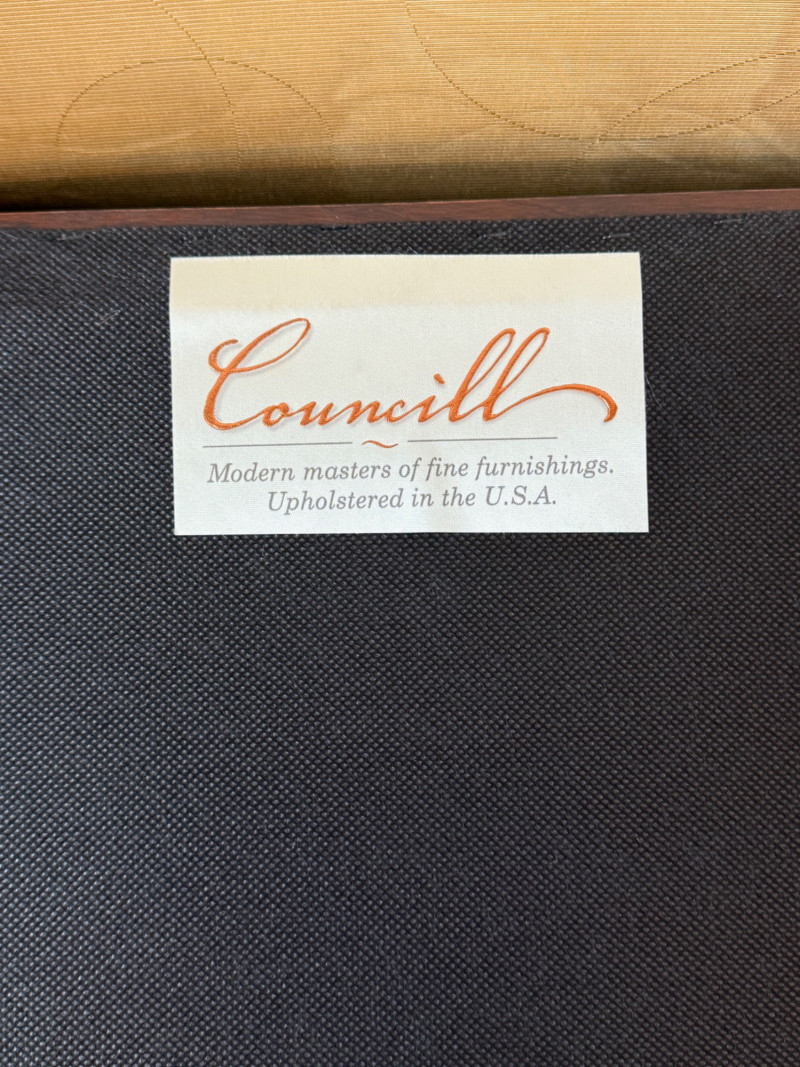 Councill
Modern masters of fine furnishings.
Upholstered in the U.S.A.